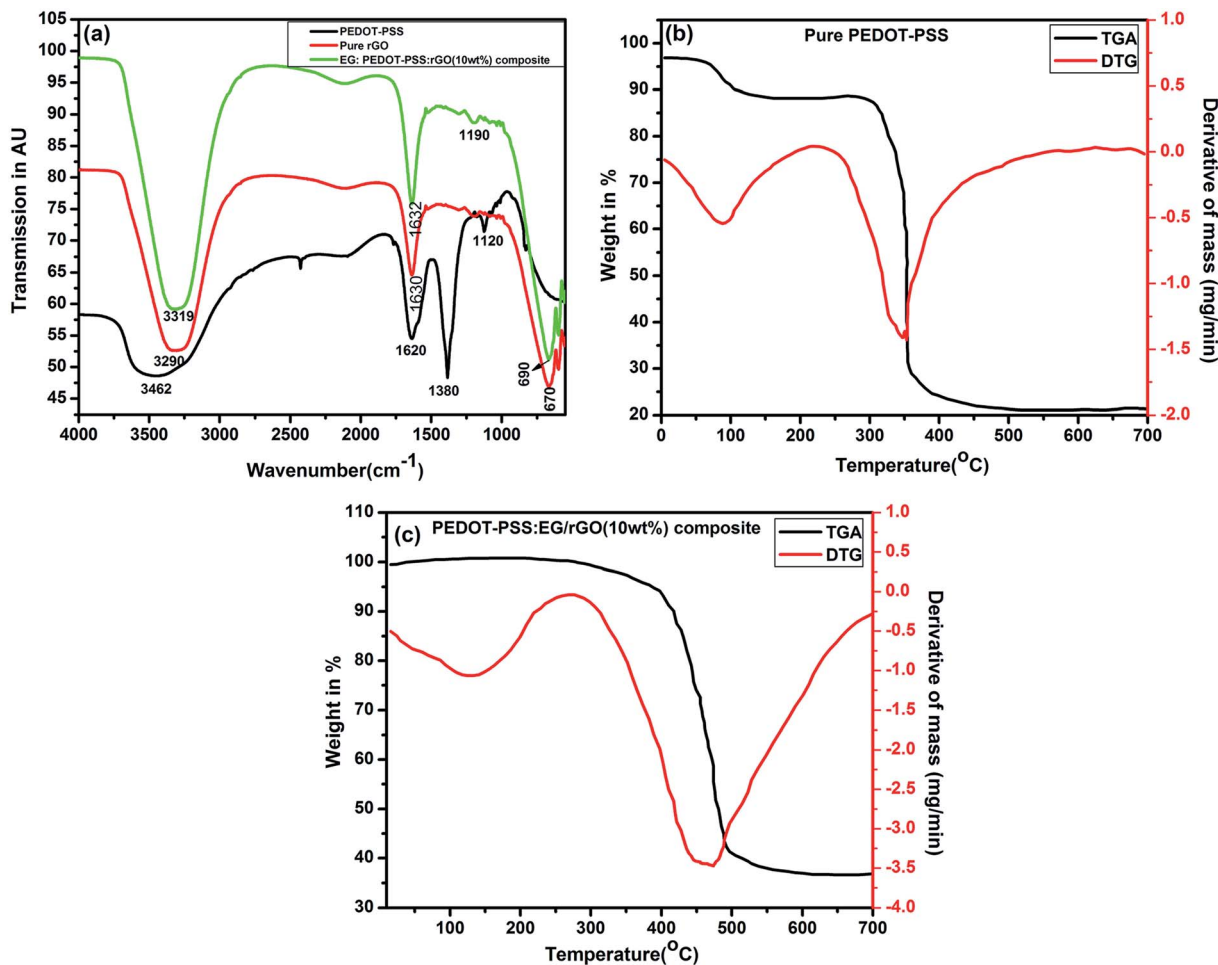 (a)
PEDOT-PSS
Pure rGO
EG: PEDOT-PSS:rGO(10wt%) composite
Transmission in AU
100
95
90
85
80
75
70
65
60
55
50
45
3319
3290
3462
1632
1630
1620
1380
1190
1120
690
670
4000 3500 3000 2500 2000 1500 1000
Wavenumber(cm-1)
(b)
Pure PEDOT-PSS
TGA
DTG
Weight in %
100
90
80
70
60
50
40
30
20
Derivative of mass (mg/min)
1.0
0.5
0.0
-0.5
-1.0
-1.5
-2.0
0 100 200 300 400 500 600 700
Temperature(oC)
(c)
PEDOT-PSS:EG/rGO(10wt%) composite
TGA
DTG
Weight in %
110
100
90
80
70
60
50
40
30
Derivative of mass (mg/min)
1.0
0.5
0.0
-0.5
-1.0
-1.5
-2.0
-2.5
-3.0
-3.5
-4.0
100 200 300 400 500 600 700
Temperature(oC)